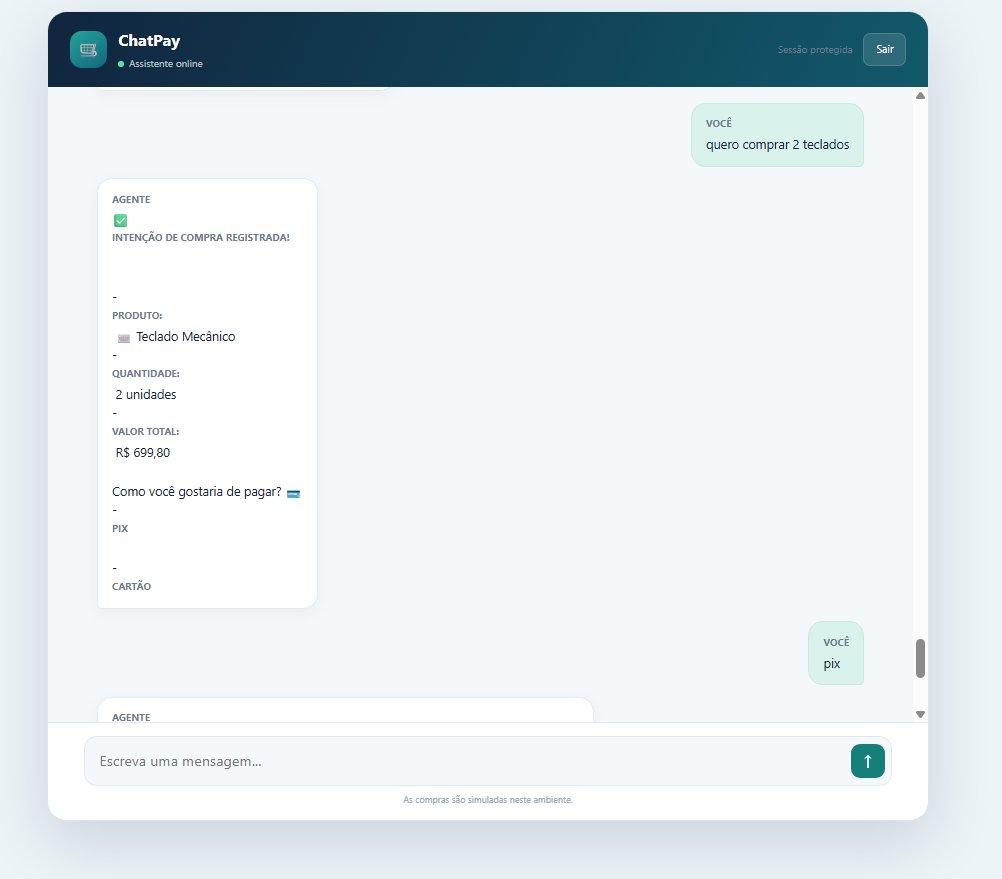 ChatPay
Assistente online
Sessão protegida
Sair
VOCÊ
quero comprar 2 teclados
AGENTE
INTENÇÃO DE COMPRA REGISTRADA!
-
PRODUTO:
Teclado Mecânico
-
QUANTIDADE:
2 unidades
-
VALOR TOTAL:
R$ 699,80
Como você gostaria de pagar?
-
PIX
-
CARTÃO
VOCÊ
pix
AGENTE
Escreva uma mensagem...
As compras são simuladas neste ambiente.